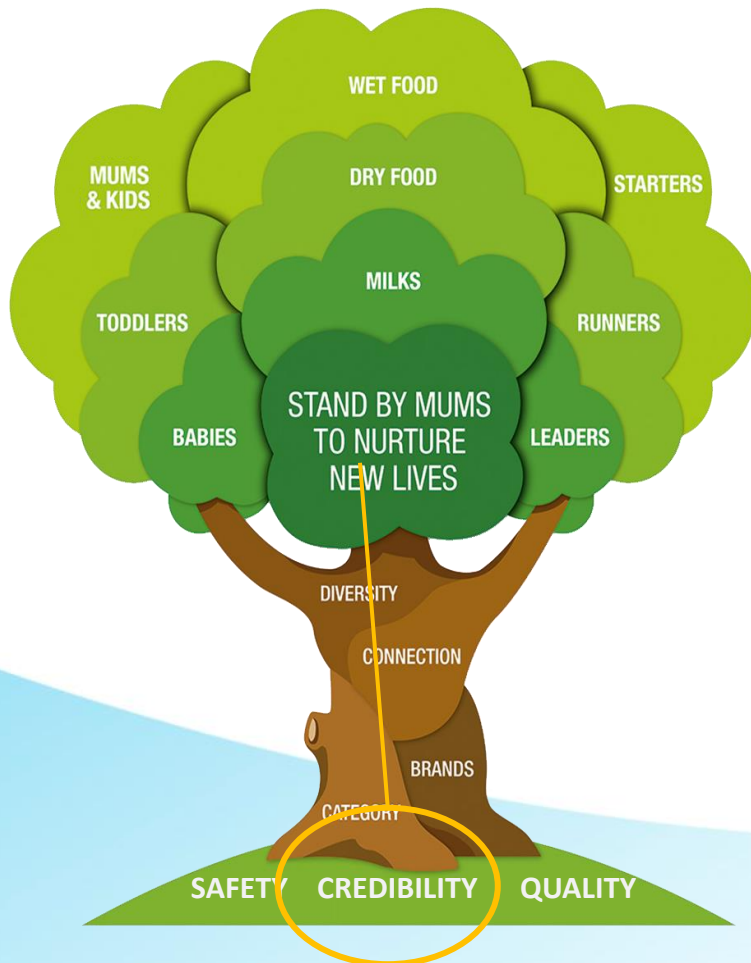 WET FOOD
MUMS
& KIDS
DRY FOOD
STARTERS
MILKS
TODDLERS
RUNNERS
STAND BY MUMS
TO NURTURE
NEW LIVES
BABIES
LEADERS
DIVERSITY
CONNECTION
BRANDS
CATEGORY
SAFETY CREDIBILITY QUALITY